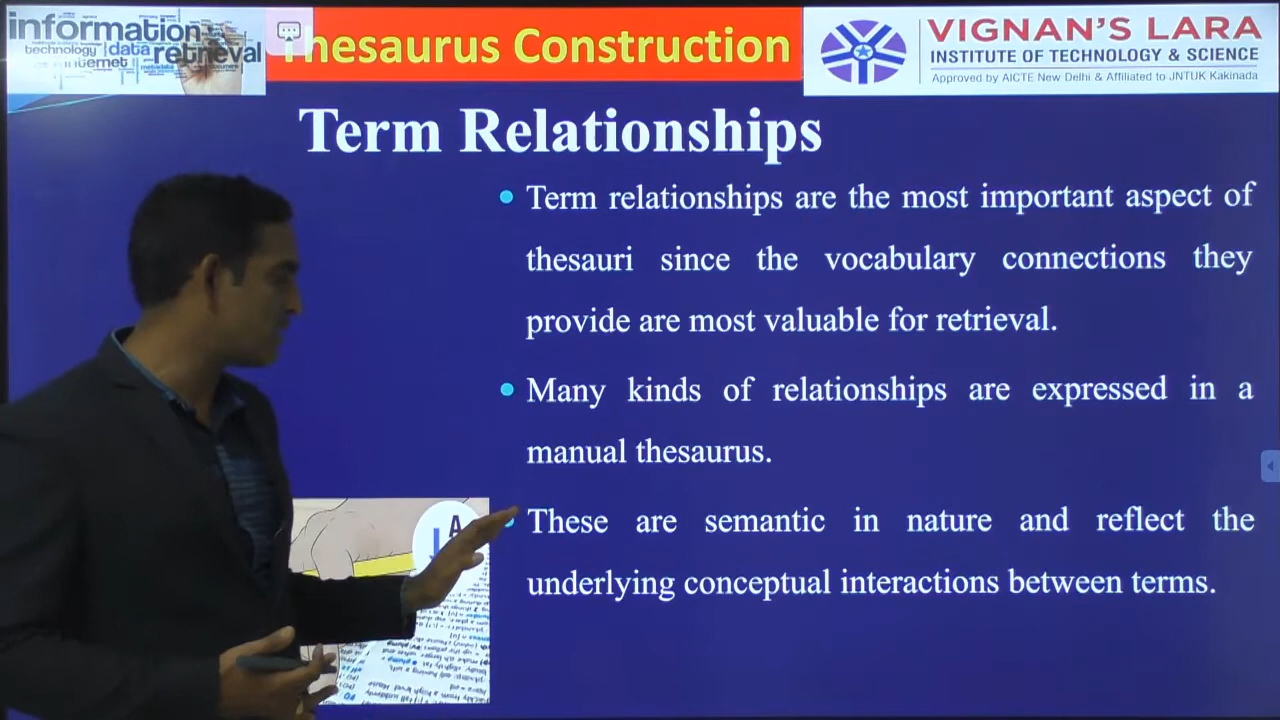 information
technology data retrieval
internet
Thesaurus Construction
VIGNAN'S LARA
INSTITUTE OF TECHNOLOGY & SCIENCE
Approved by AICTE New Delhi & Affiliated to JNTUK Kakinada
Term Relationships
Term relationships are the most important aspect of
thesauri since the vocabulary connections they
provide are most valuable for retrieval.
Many kinds of relationships are expressed in a
manual thesaurus.
A
These are semantic in nature and reflect the
underlying conceptual interactions between terms.